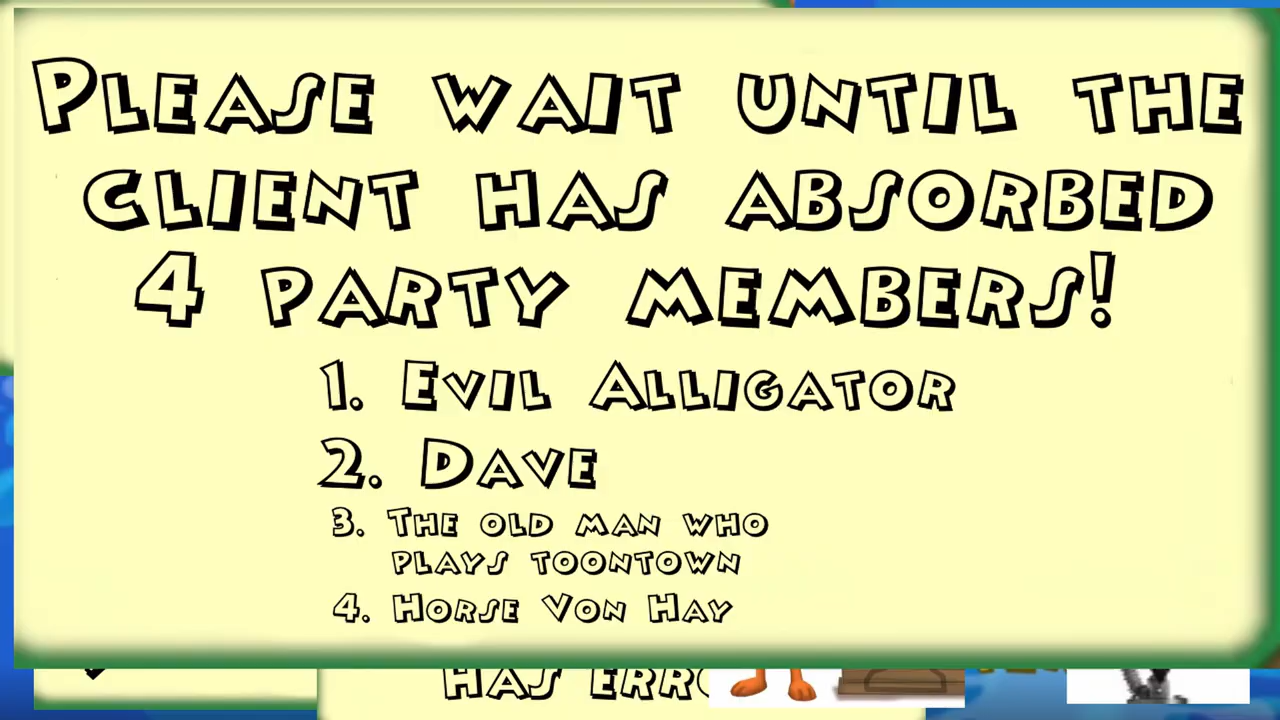 Please wait until the
client has absorbed
4 party members!
1. Evil Alligator
2. Dave
3. The old man who
plays toontown
4. Horse Von Hay
has